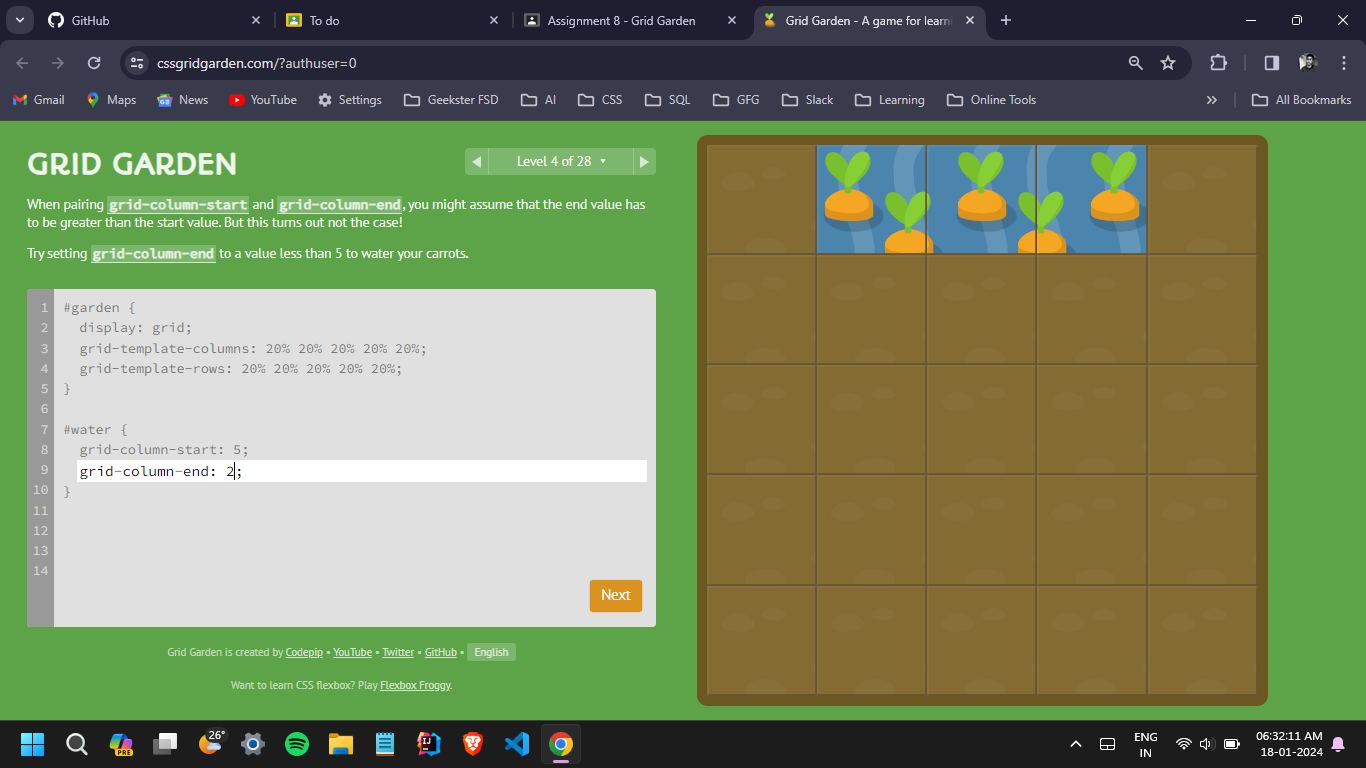 GitHub
To do
Assignment 8 - Grid Garden
Grid Garden - A game for learni
cssgridgarden.com/?authuser=0
Gmail
Maps
News
YouTube
Settings
Geekster FSD
AI
CSS
SQL
GFG
Slack
Learning
Online Tools
»
All Bookmarks
GRID GARDEN
Level 4 of 28
When pairing grid-column-start and grid-column-end, you might assume that the end value has
to be greater than the start value. But this turns out not the case!
Try setting grid-column-end to a value less than 5 to water your carrots.
1 #garden {
2 display: grid;
3 grid-template-columns: 20% 20% 20% 20% 20%;
4 grid-template-rows: 20% 20% 20% 20% 20%;
5 }
6
7 #water {
8 grid-column-start: 5;
9 grid-column-end: 2;
10 }
11
12
13
14
Next
Grid Garden is created by Codepip • YouTube • Twitter • GitHub • English
Want to learn CSS flexbox? Play Flexbox Froggy.
PRE
26°
ENG
IN
06:32:11 AM
18-01-2024